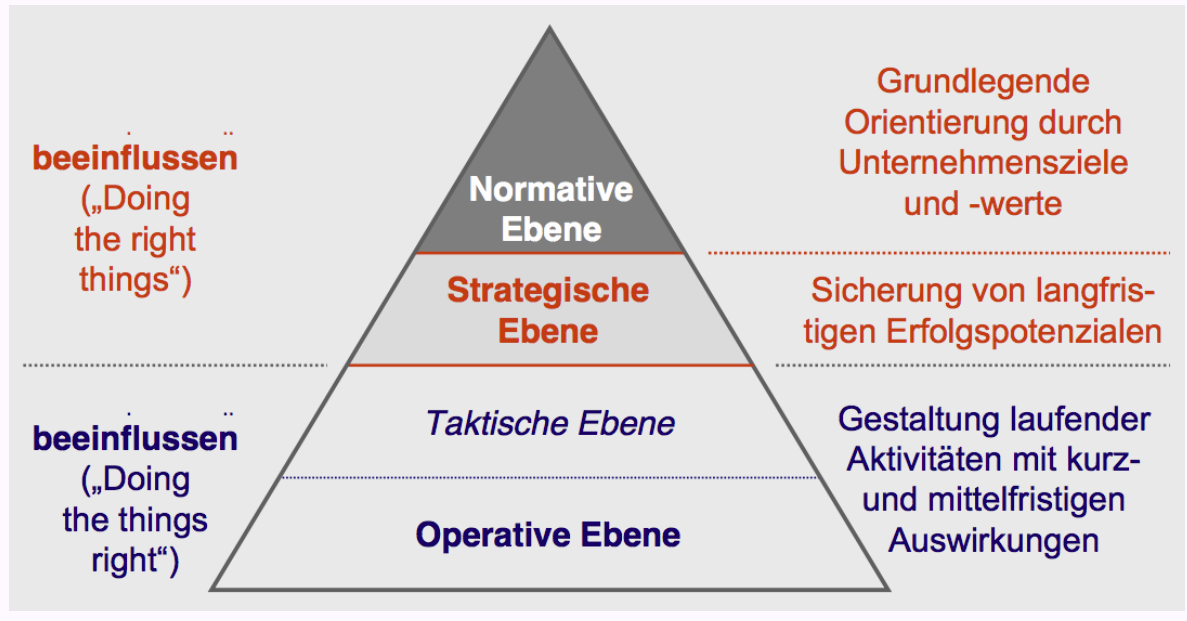 beeinflussen
(„Doing
the right
things“)
Normative
Ebene
Grundlegende
Orientierung durch
Unternehmensziele
und -werte
Strategische
Ebene
Sicherung von langfris-
tigen Erfolgspotenzialen
beeinflussen
(„Doing
the things
right“)
Taktische Ebene
Operative Ebene
Gestaltung laufender
Aktivitäten mit kurz-
und mittelfristigen
Auswirkungen